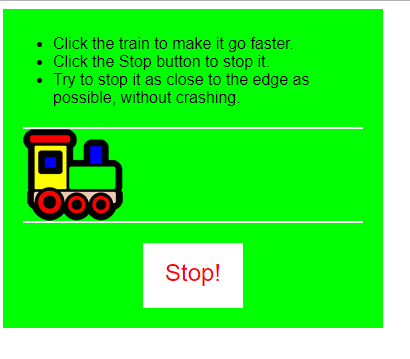 Click the train to make it go faster.
Click the Stop button to stop it.
Try to stop it as close to the edge as
possible, without crashing.
Stop!